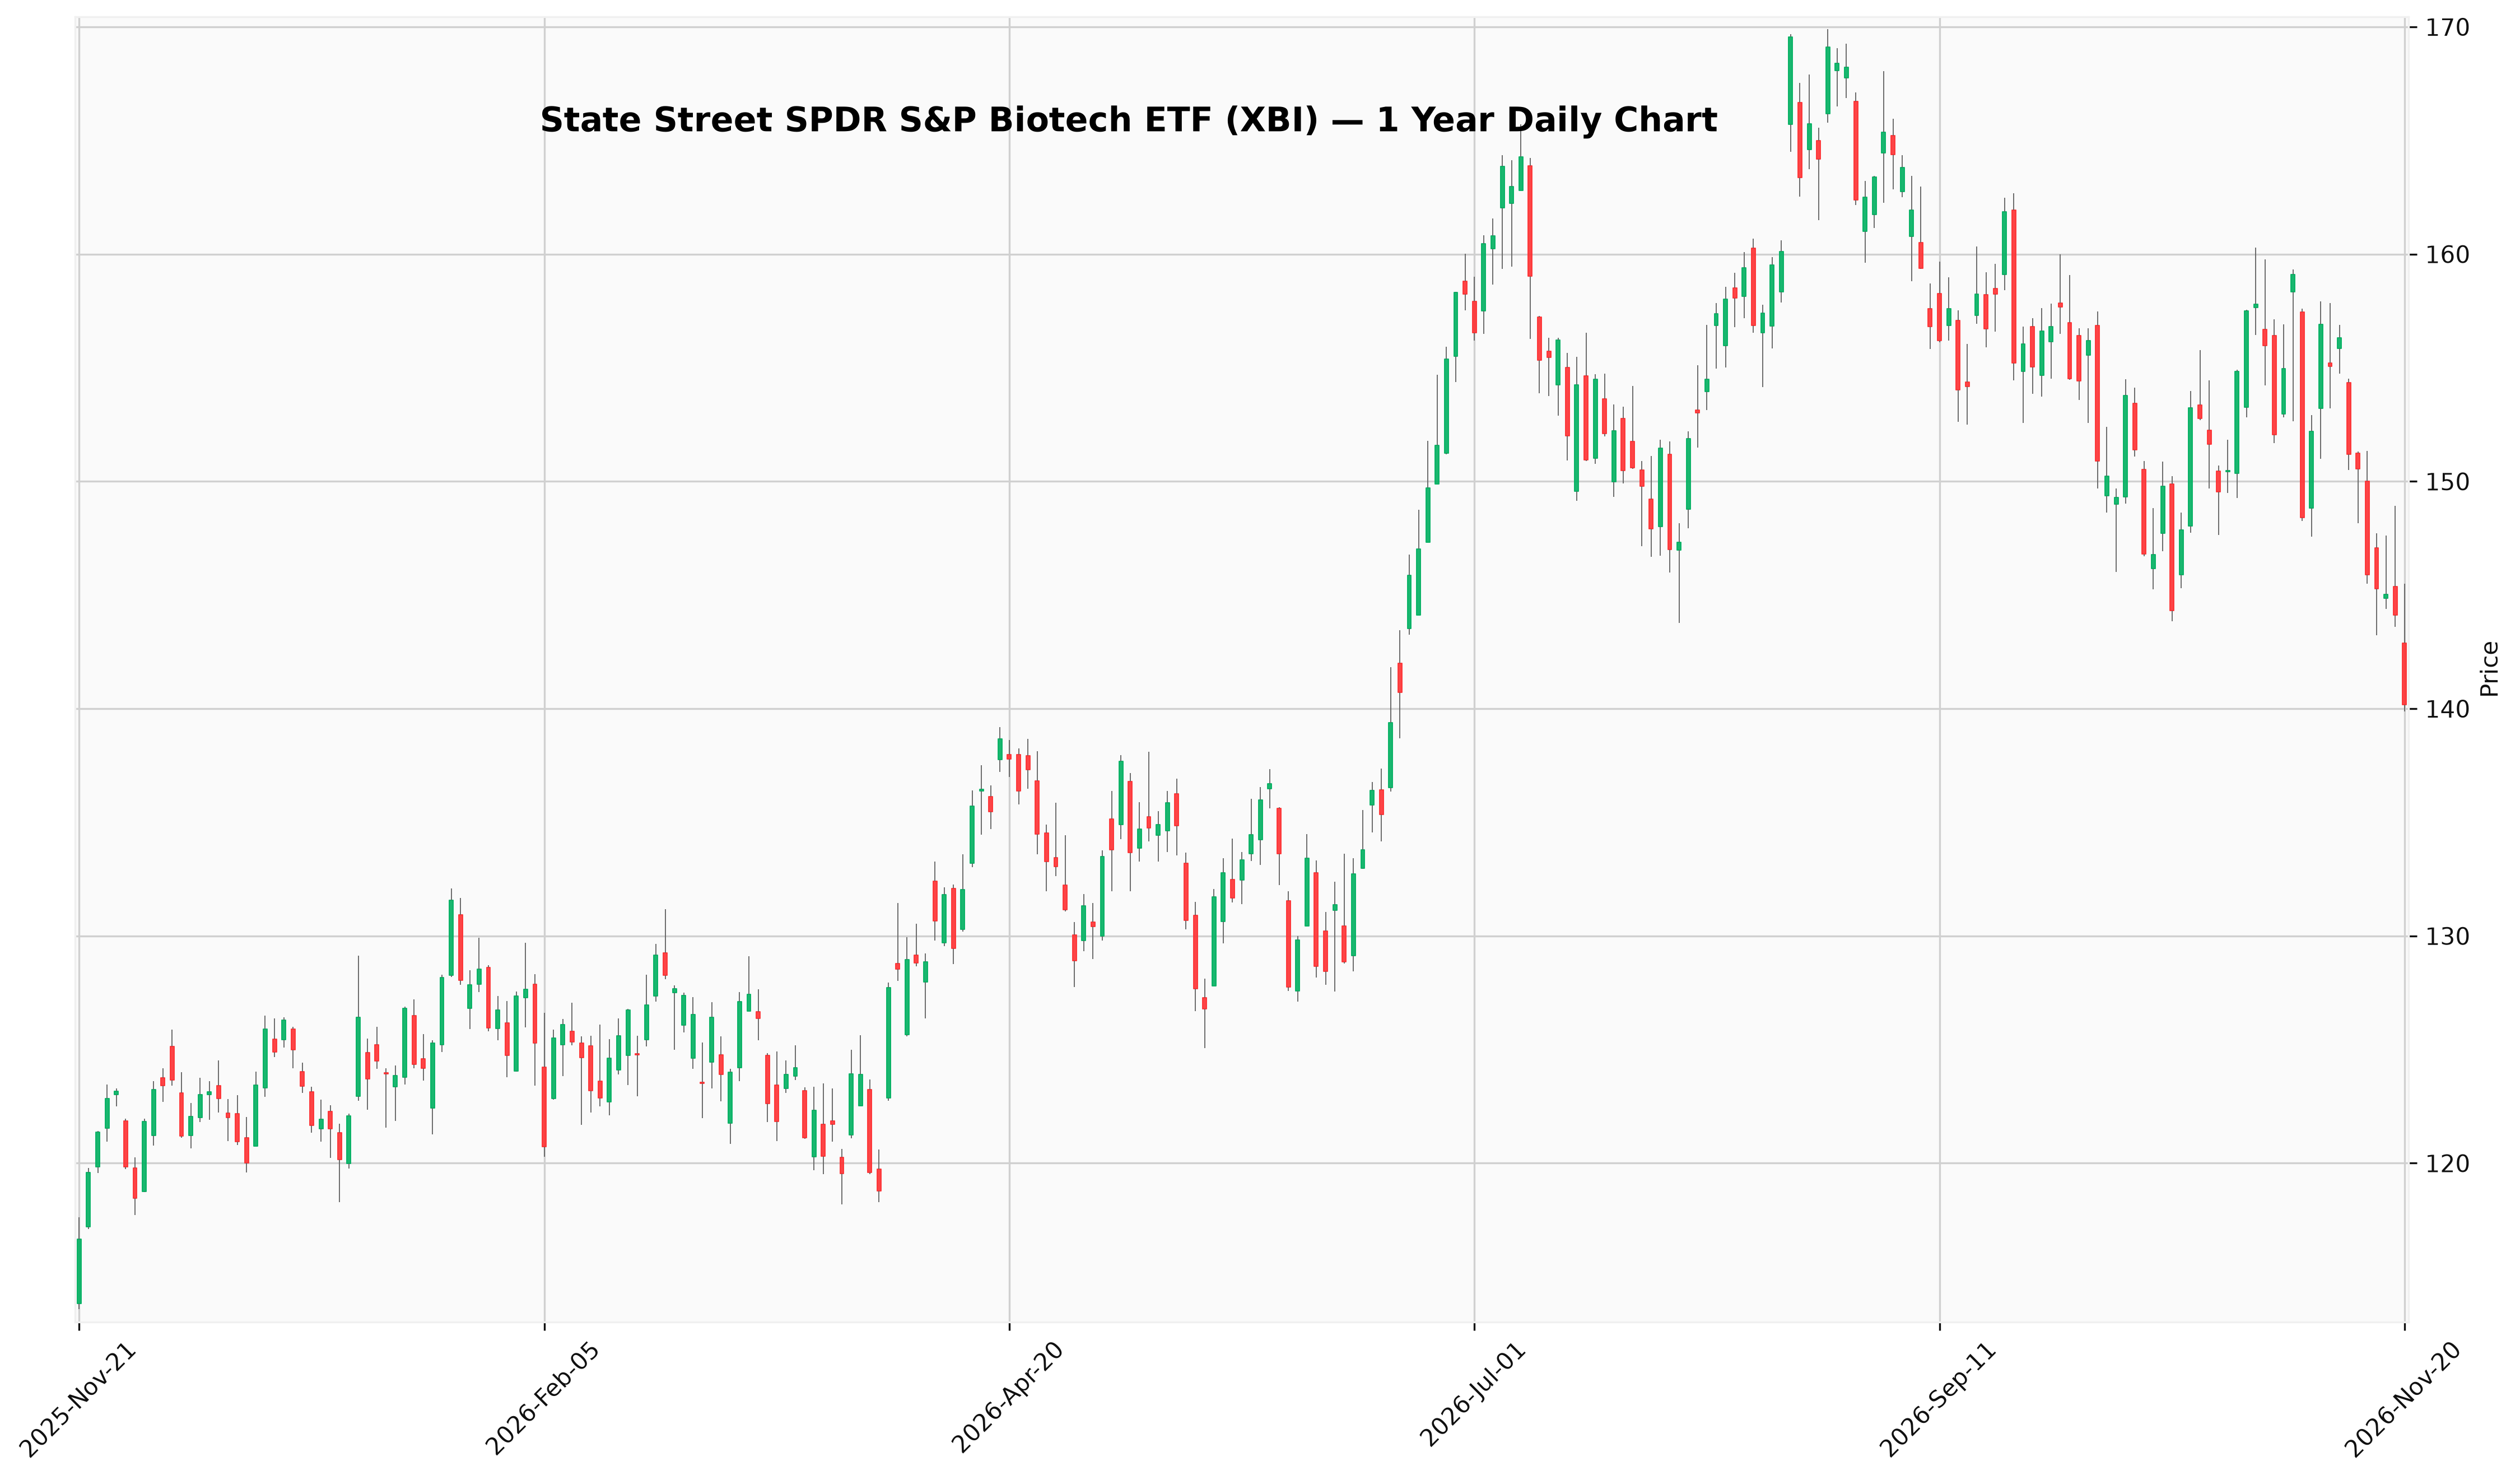 State Street SPDR S&P Biotech ETF (XBI) — 1 Year Daily Chart
170
160
150
140
130
120
Price
2025-Nov-21
2026-Feb-05
2026-Apr-20
2026-Jul-01
2026-Sep-11
2026-Nov-20